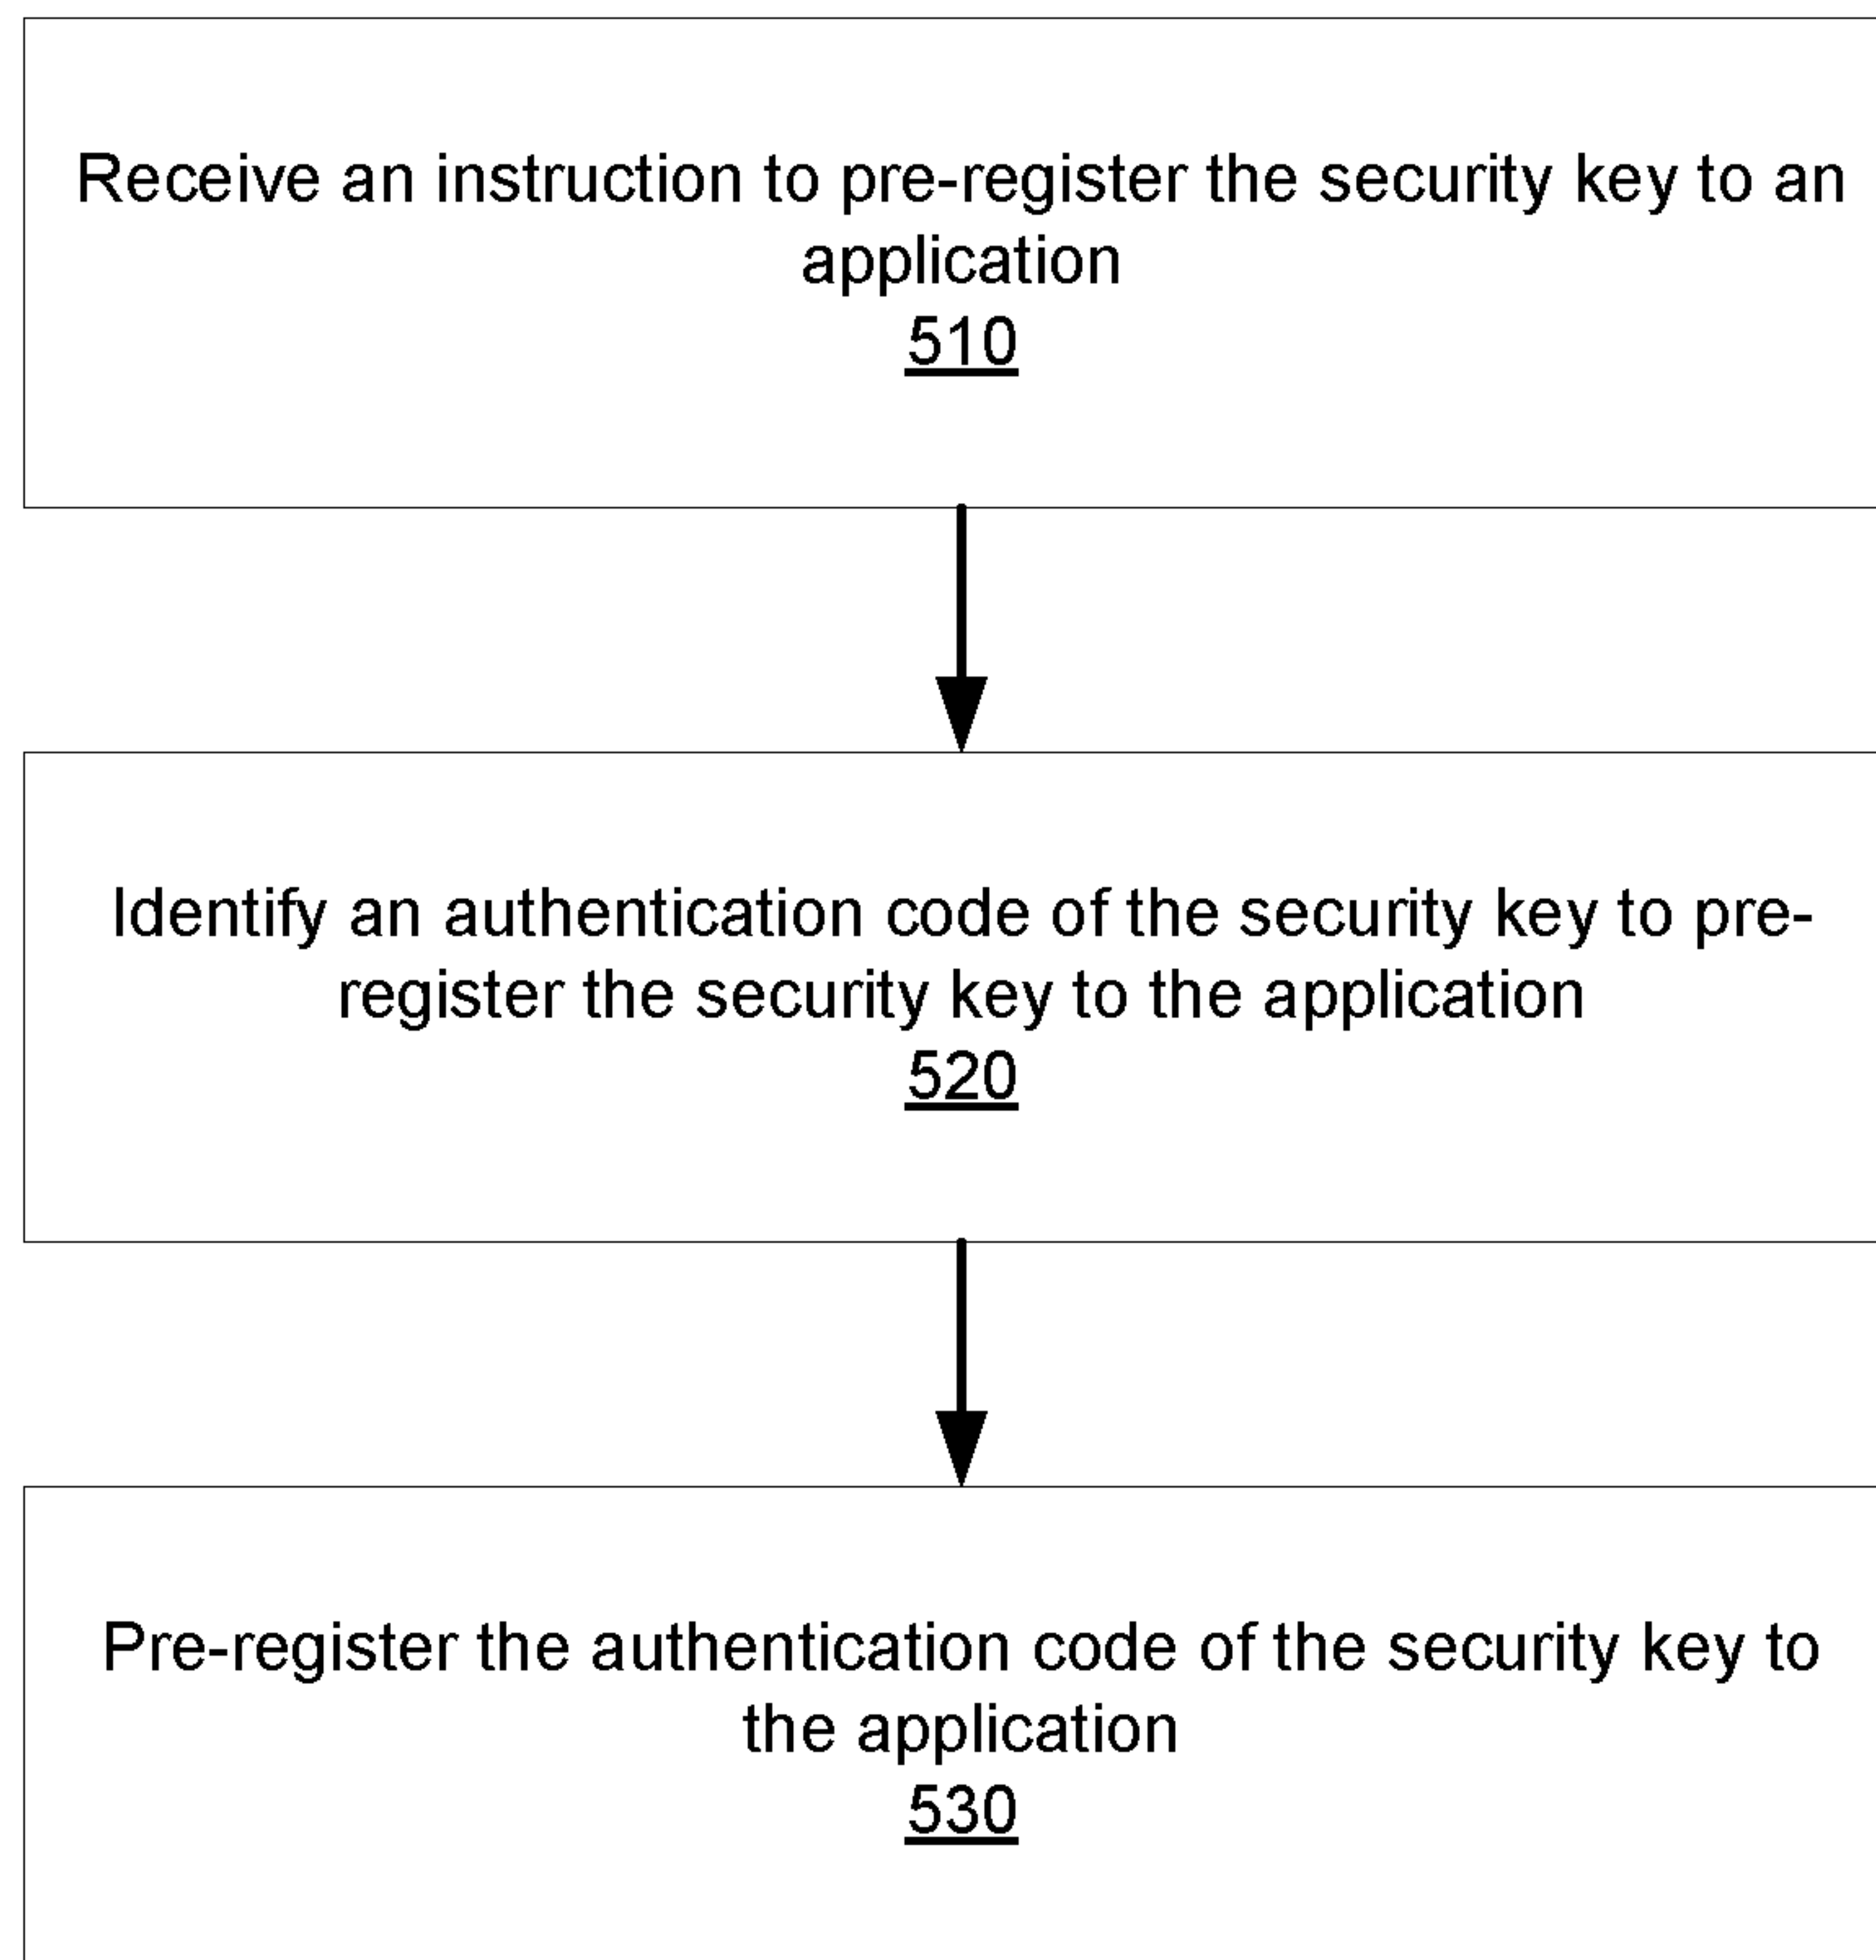 Receive an instruction to pre-register the security key to an
application
510
Identify an authentication code of the security key to pre-
register the security key to the application
520
Pre-register the authentication code of the security key to
the application
530